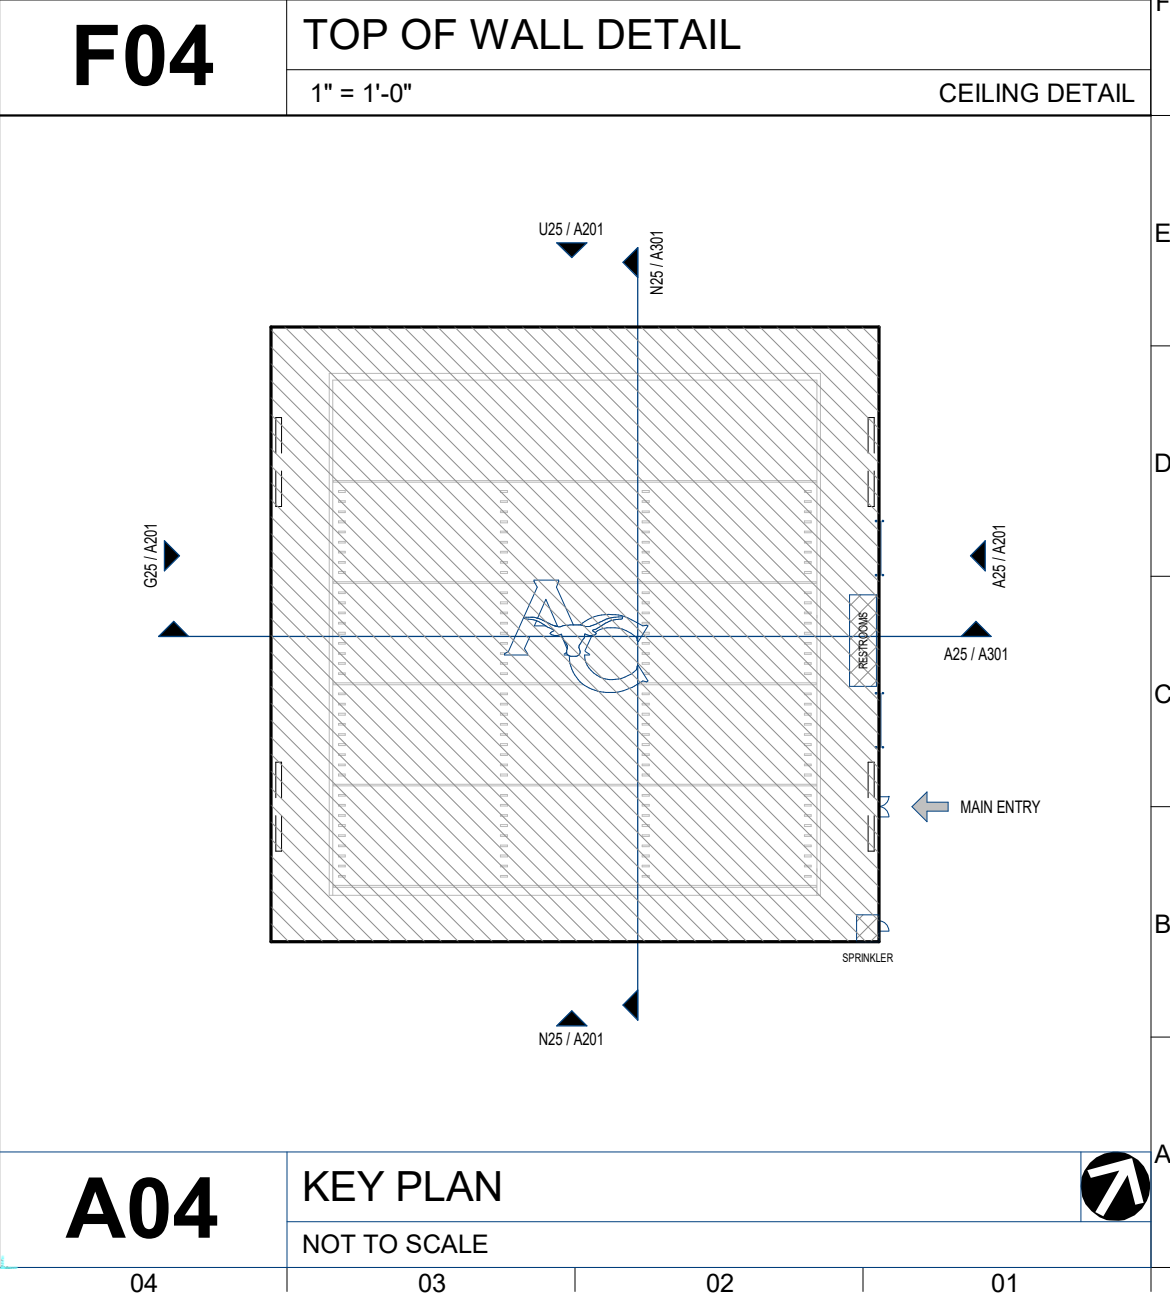 F04
TOP OF WALL DETAIL
1" = 1'-0"
CEILING DETAIL
F
E
U25 / A201
N25 / A301
D
G25 / A201
A25 / A201
RESTROOMS
A25 / A301
C
MAIN ENTRY
B
SPRINKLER
N25 / A201
A
A04
KEY PLAN
NOT TO SCALE
04
03
02
01